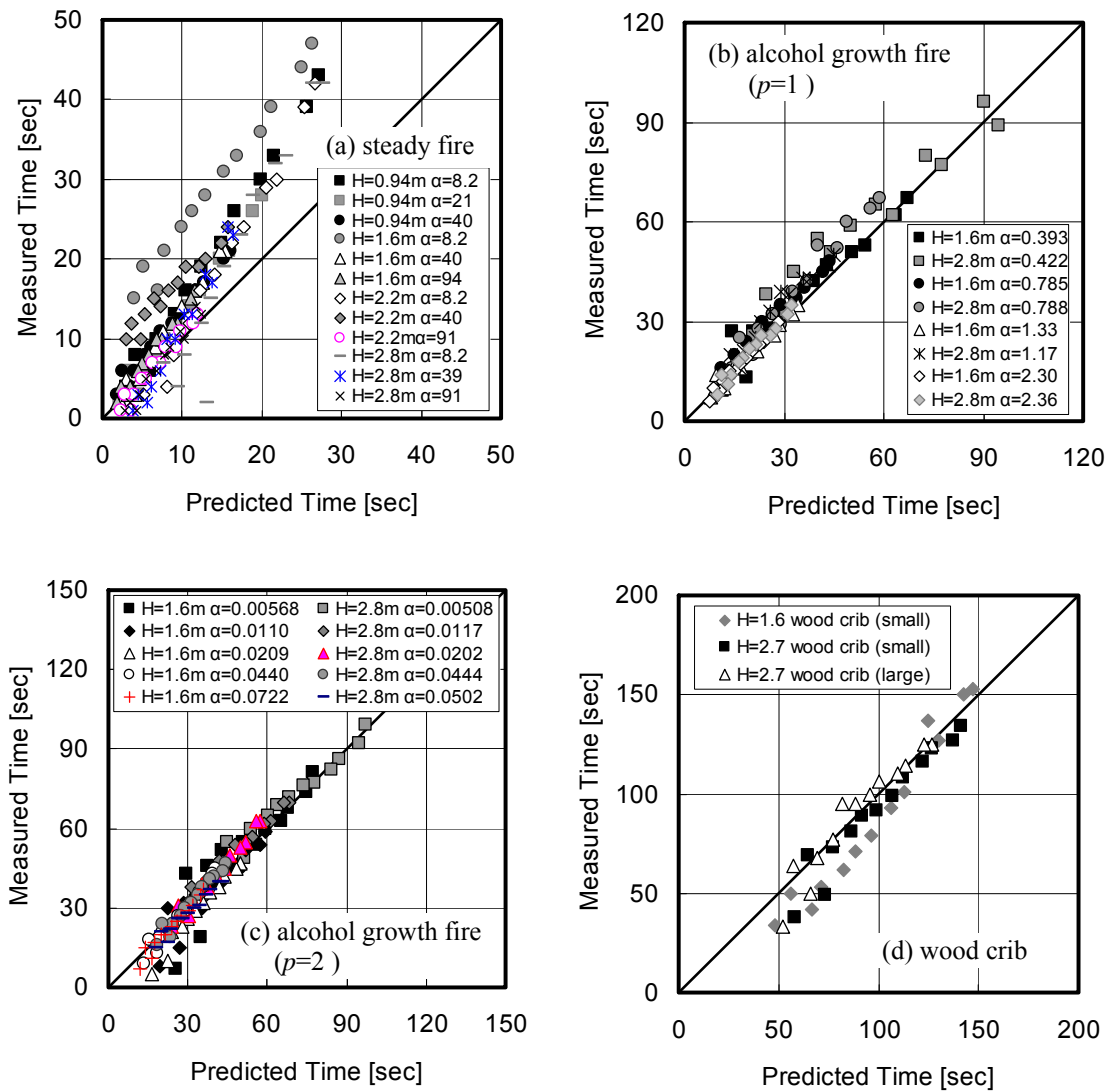 50
40
30
20
10
0
0 10 20 30 40 50
Measured Time [sec]
Predicted Time [sec]
(a) steady fire
H=0.94m α=8.2
H=0.94m α=21
H=0.94m α=40
H=1.6m α=8.2
H=1.6m α=40
H=1.6m α=94
H=2.2m α=8.2
H=2.2m α=40
H=2.2mα=91
H=2.8m α=8.2
H=2.8m α=39
H=2.8m α=91
120
90
60
30
0
0 30 60 90 120
Measured Time [sec]
Predicted Time [sec]
(b) alcohol growth fire
(p=1 )
H=1.6m α=0.393
H=2.8m α=0.422
H=1.6m α=0.785
H=2.8m α=0.788
H=1.6m α=1.33
H=2.8m α=1.17
H=1.6m α=2.30
H=2.8m α=2.36
150
120
90
60
30
0
0 30 60 90 120 150
Measured Time [sec]
Predicted Time [sec]
H=1.6m α=0.00568 H=2.8m α=0.00508
H=1.6m α=0.0110 H=2.8m α=0.0117
H=1.6m α=0.0209 H=2.8m α=0.0202
H=1.6m α=0.0440 H=2.8m α=0.0444
H=1.6m α=0.0722 H=2.8m α=0.0502
(c) alcohol growth fire
(p=2 )
200
150
100
50
0
0 50 100 150 200
Measured Time [sec]
Predicted Time [sec]
H=1.6 wood crib (small)
H=2.7 wood crib (small)
H=2.7 wood crib (large)
(d) wood crib